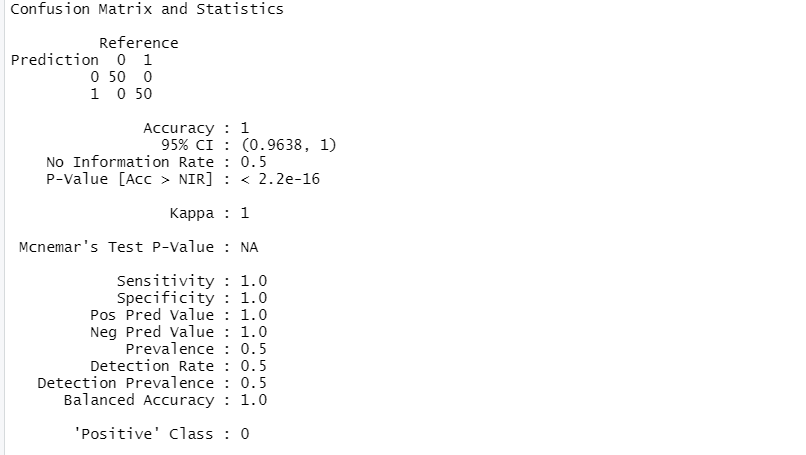 Confusion Matrix and Statistics
Reference
Prediction 0 1
0 50 0
1 0 50
Accuracy : 1
95% CI : (0.9638, 1)
No Information Rate : 0.5
P-Value [Acc > NIR] : < 2.2e-16
Kappa : 1
Mcnemar's Test P-Value : NA
Sensitivity : 1.0
Specificity : 1.0
Pos Pred Value : 1.0
Neg Pred Value : 1.0
Prevalence : 0.5
Detection Rate : 0.5
Detection Prevalence : 0.5
Balanced Accuracy : 1.0
'Positive' Class : 0